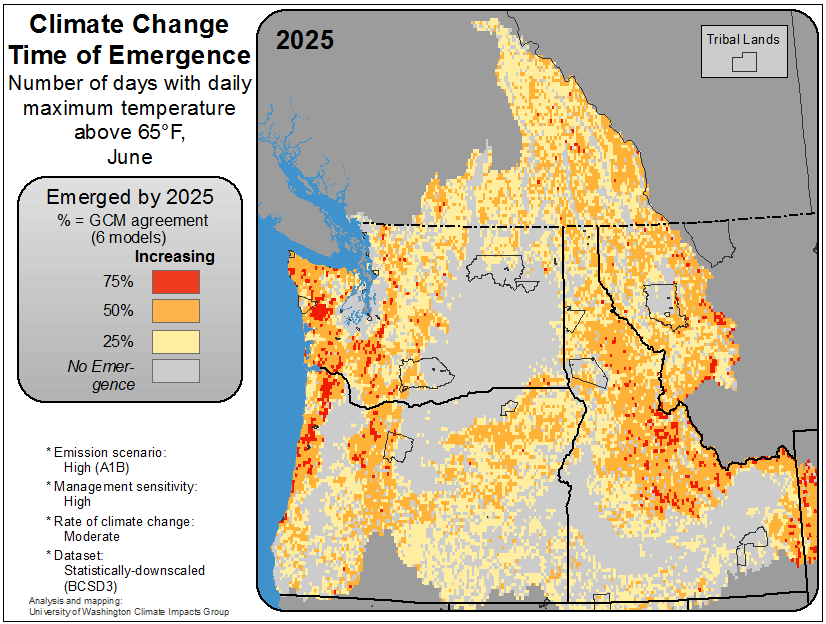 Climate Change
Time of Emergence
Number of days with daily
maximum temperature
above 65°F,
June
Emerged by 2025
% = GCM agreement
(6 models)
Increasing
75%
50%
25%
No Emer-
gence
* Emission scenario:
High (A1B)
* Management sensitivity:
High
* Rate of climate change:
Moderate
* Dataset:
Statistically-downscaled
(BCSD3)
Analysis and mapping:
University of Washington Climate Impacts Group
2025
Tribal Lands